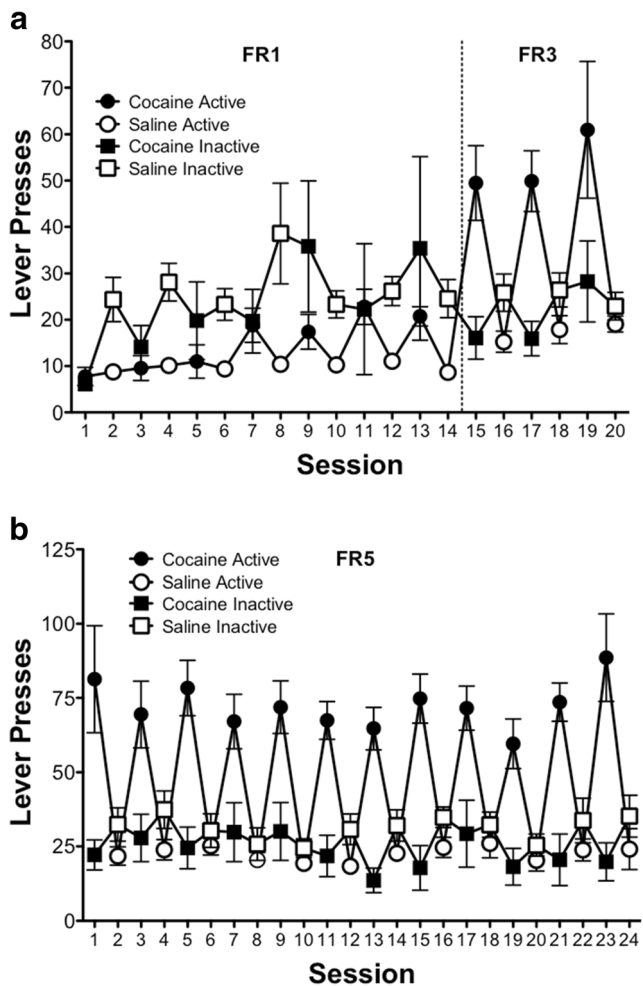 a
FR1
FR3
Cocaine Active
Saline Active
Cocaine Inactive
Saline Inactive
Lever Presses
80
70
60
50
40
30
20
10
0
1 2 3 4 5 6 7 8 9 10 11 12 13 14 15 16 17 18 19 20
Session
b
FR5
Cocaine Active
Saline Active
Cocaine Inactive
Saline Inactive
Lever Presses
125
100
75
50
25
0
1 2 3 4 5 6 7 8 9 10 11 12 13 14 15 16 17 18 19 20 21 22 23 24
Session